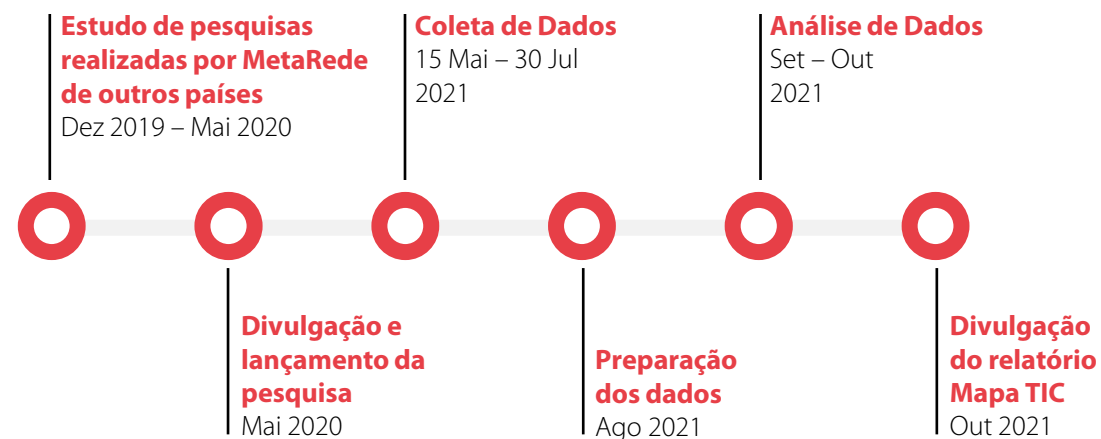 Estudo de pesquisas
realizadas por MetaRede
de outros países
Dez 2019 – Mai 2020
Divulgação e
lançamento da
pesquisa
Mai 2020
Coleta de Dados
15 Mai – 30 Jul
2021
Preparação
dos dados
Ago 2021
Análise de Dados
Set – Out
2021
Divulgação
do relatório
Mapa TIC
Out 2021